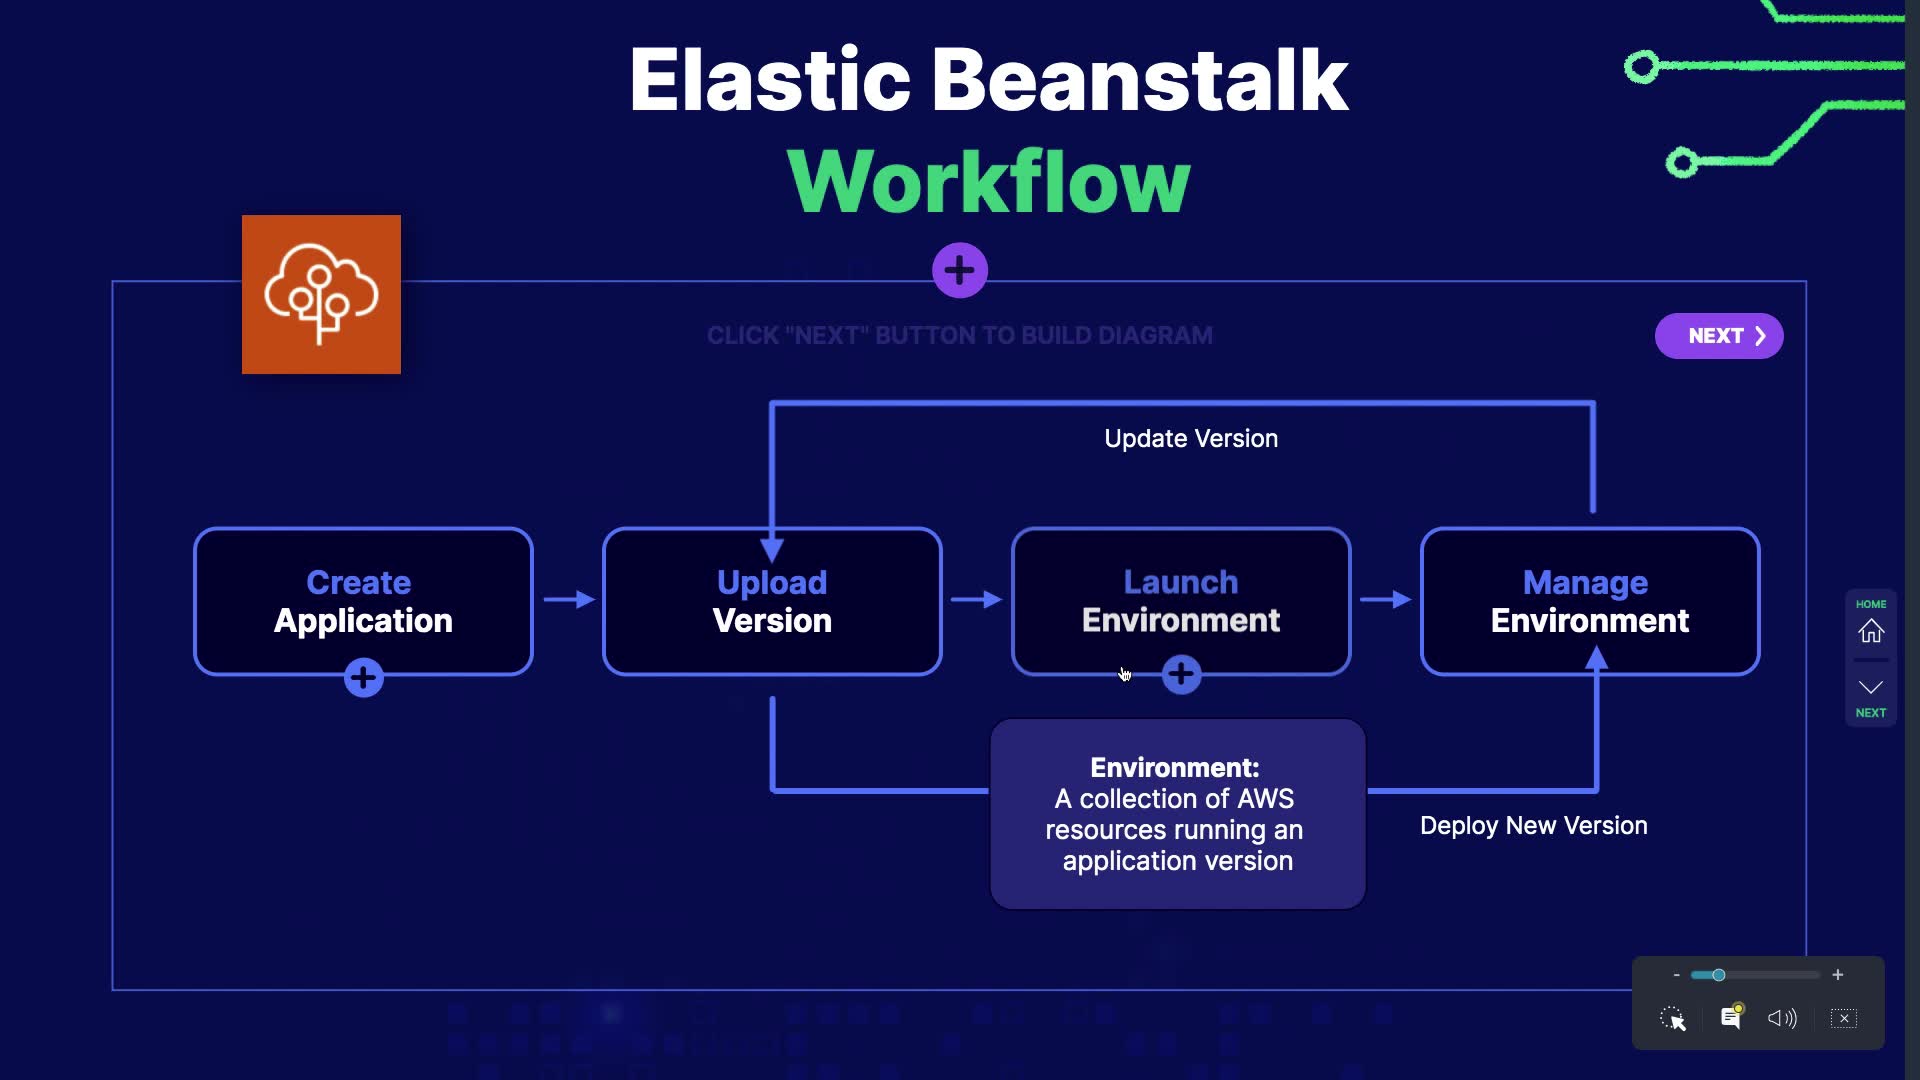 Elastic Beanstalk
Workflow
CLICK "NEXT" BUTTON TO BUILD DIAGRAM
NEXT
Update Version
Create
Application
Upload
Version
Launch
Environment
Manage
Environment
HOME
NEXT
Environment:
A collection of AWS
resources running an
application version
Deploy New Version